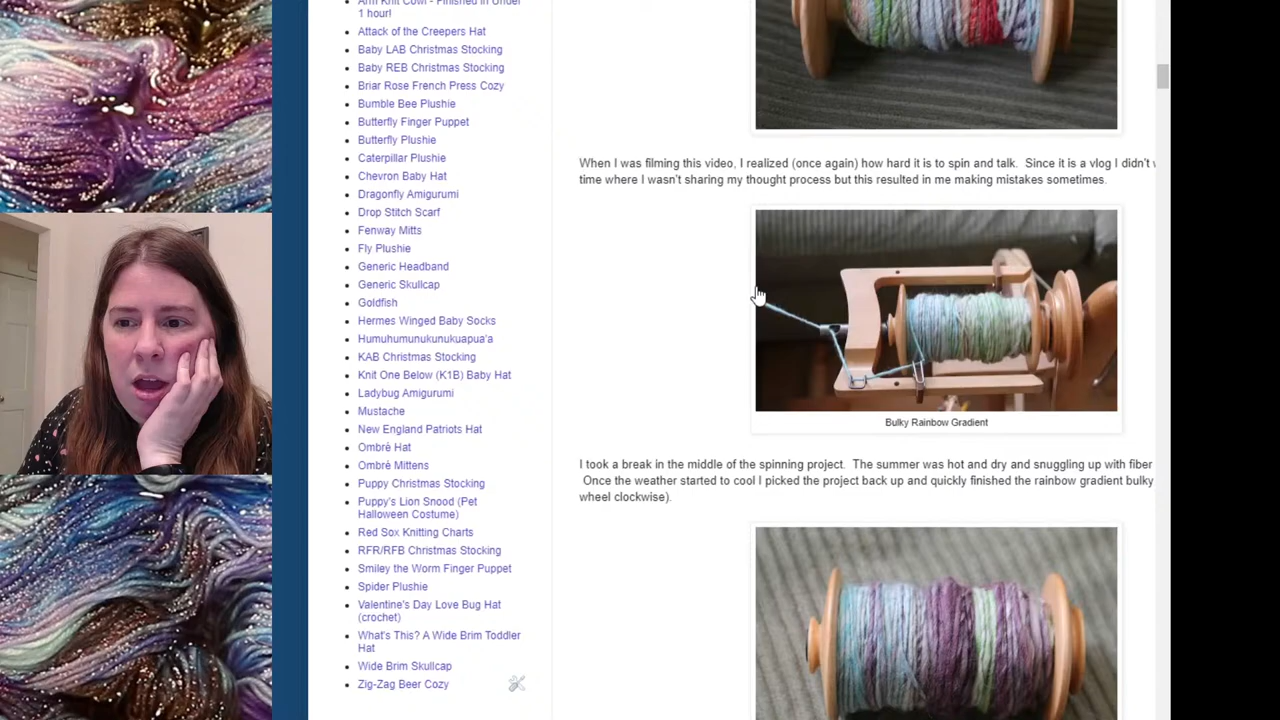 Arm Knit Cowl - Finished in Under
1 hour!
Attack of the Creepers Hat
Baby LAB Christmas Stocking
Baby REB Christmas Stocking
Briar Rose French Press Cozy
Bumble Bee Plushie
Butterfly Finger Puppet
Butterfly Plushie
Caterpillar Plushie
Chevron Baby Hat
Dragonfly Amigurumi
Drop Stitch Scarf
Fenway Mitts
Fly Plushie
Generic Headband
Generic Skullcap
Goldfish
Hermes Winged Baby Socks
Humuhumunukunukuapua'a
KAB Christmas Stocking
Knit One Below (K1B) Baby Hat
Ladybug Amigurumi
Mustache
New England Patriots Hat
Ombrè Hat
Ombrè Mittens
Puppy Christmas Stocking
Puppy's Lion Snood (Pet
Halloween Costume)
Red Sox Knitting Charts
RFR/RFB Christmas Stocking
Smiley the Worm Finger Puppet
Spider Plushie
Valentine's Day Love Bug Hat
(crochet)
What's This? A Wide Brim Toddler
Hat
Wide Brim Skullcap
Zig-Zag Beer Cozy
When I was filming this video, I realized (once again) how hard it is to spin and talk. Since it is a vlog I didn't
time where I wasn't sharing my thought process but this resulted in me making mistakes sometimes.
Bulky Rainbow Gradient
I took a break in the middle of the spinning project. The summer was hot and dry and snuggling up with fiber
Once the weather started to cool I picked the project back up and quickly finished the rainbow gradient bulky
wheel clockwise).